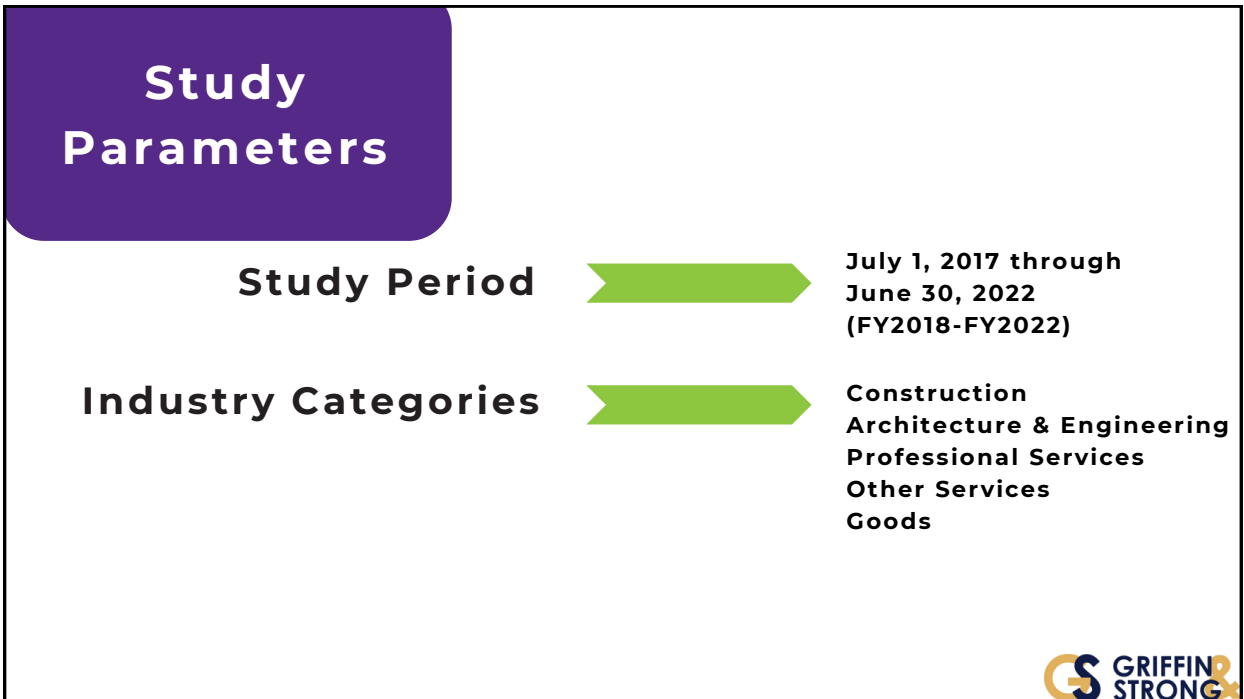 Study
Parameters
Study Period
July 1, 2017 through
June 30, 2022
(FY2018-FY2022)
Industry Categories
Construction
Architecture & Engineering
Professional Services
Other Services
Goods
GS GRIFFIN&
STRONG